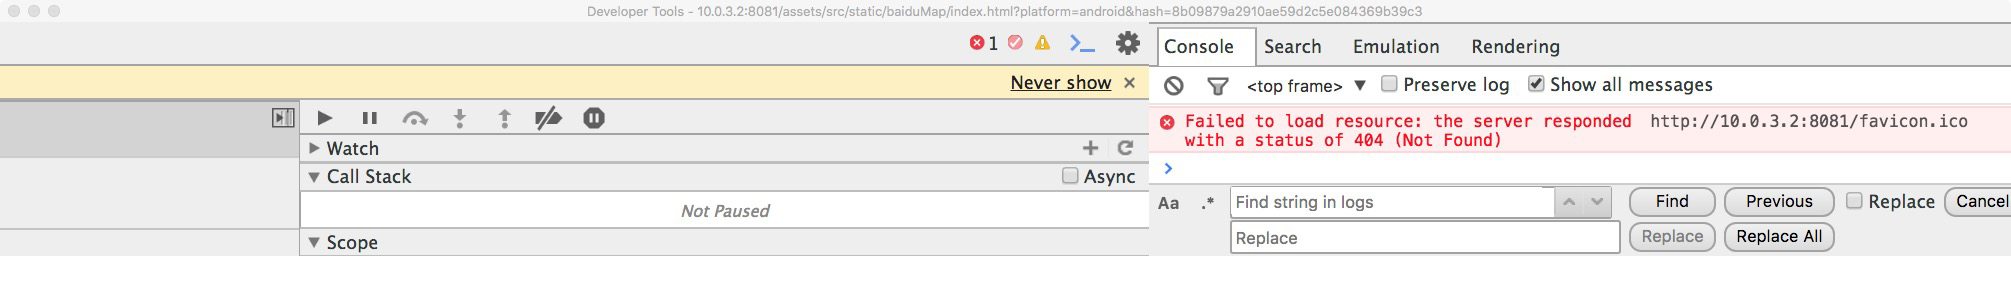 Developer Tools - 10.0.3.2:8081/assets/src/static/baiduMap/index.html?platform=android&hash=8b09879a2910ae59d2c5e084369b39c3
1
Never show ×
Watch
Call Stack Async
Not Paused
Scope
Console Search Emulation Rendering
<top frame> ▼ Preserve log Show all messages
Failed to load resource: the server responded http://10.0.3.2:8081/favicon.ico
with a status of 404 (Not Found)
Aa .* Find string in logs Find Previous Replace Cancel
Replace Replace Replace All